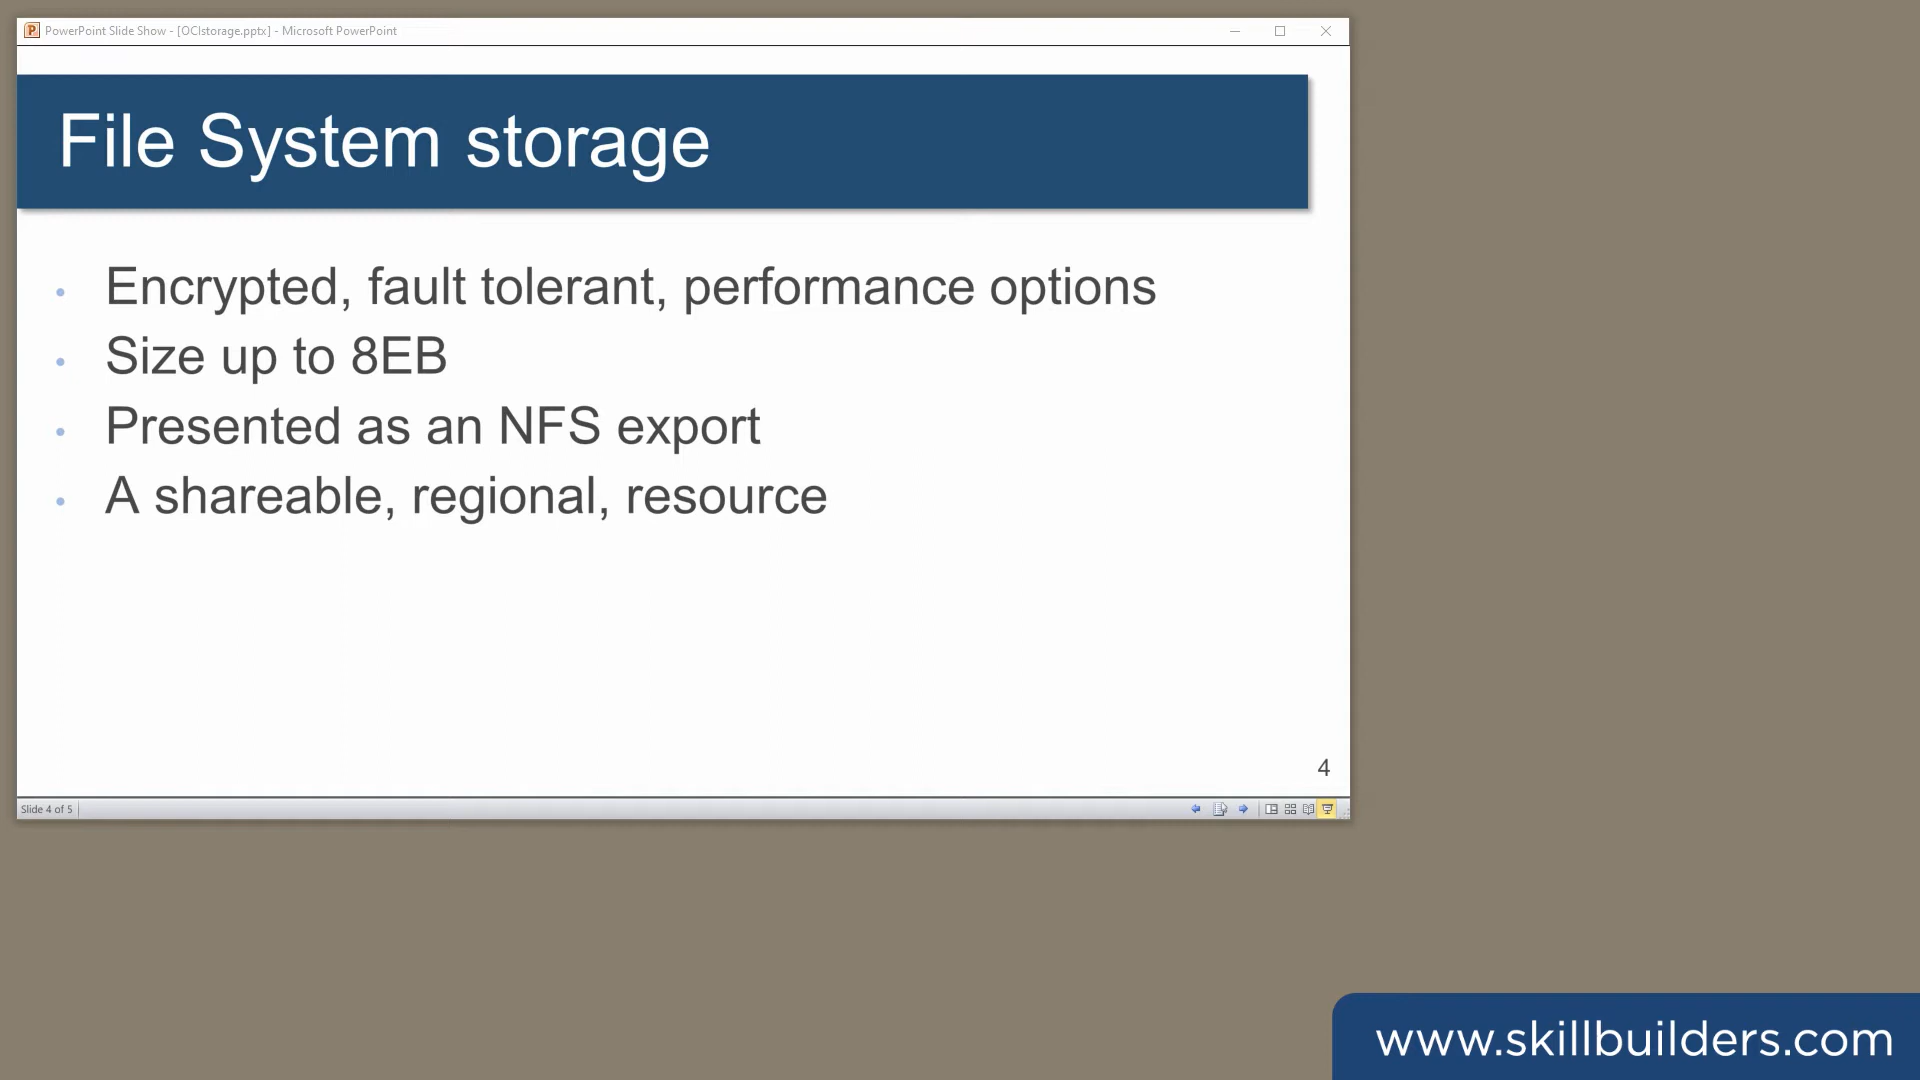 PowerPoint Slide Show - [OCIstorage.pptx] - Microsoft PowerPoint
File System storage
• Encrypted, fault tolerant, performance options
• Size up to 8EB
• Presented as an NFS export
• A shareable, regional, resource
4
Slide 4 of 5
www.skillbuilders.com